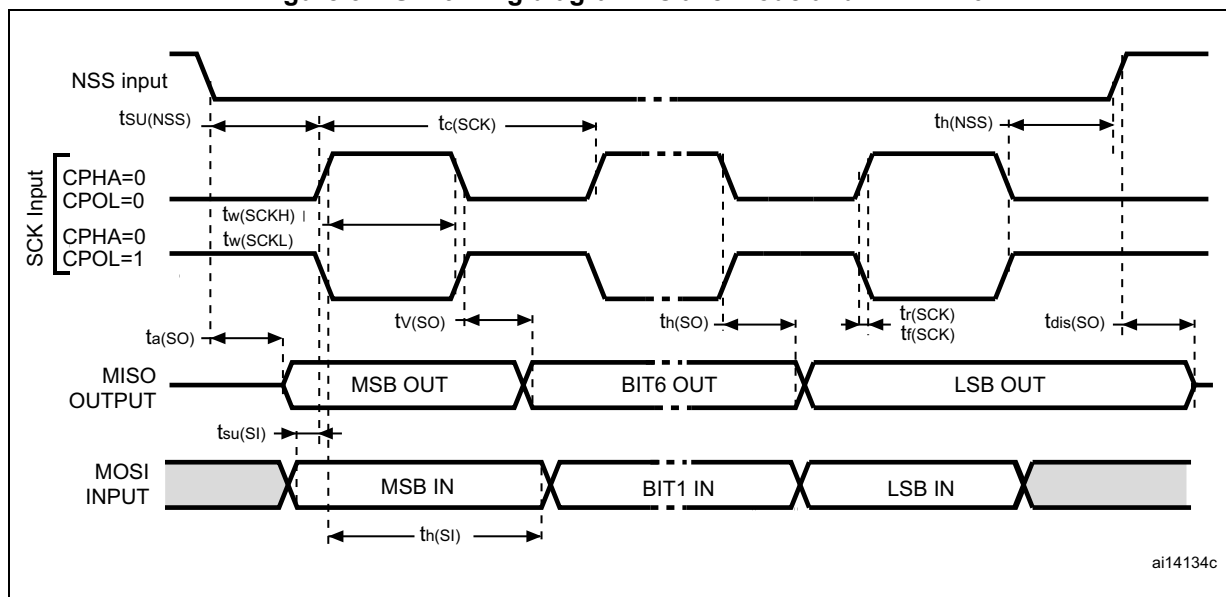 NSS input
tSU(NSS)
tc(SCK)
th(NSS)
SCK Input
CPHA=0
CPOL=0
tw(SCKH)
CPHA=0
CPOL=1
tw(SCKL)
ta(SO)
tV(SO)
th(SO)
tr(SCK)
tf(SCK)
tdis(SO)
MISO
OUTPUT
MSB OUT
BIT6 OUT
LSB OUT
tsu(SI)
MOSI
INPUT
MSB IN
BIT1 IN
LSB IN
th(SI)
ai14134c